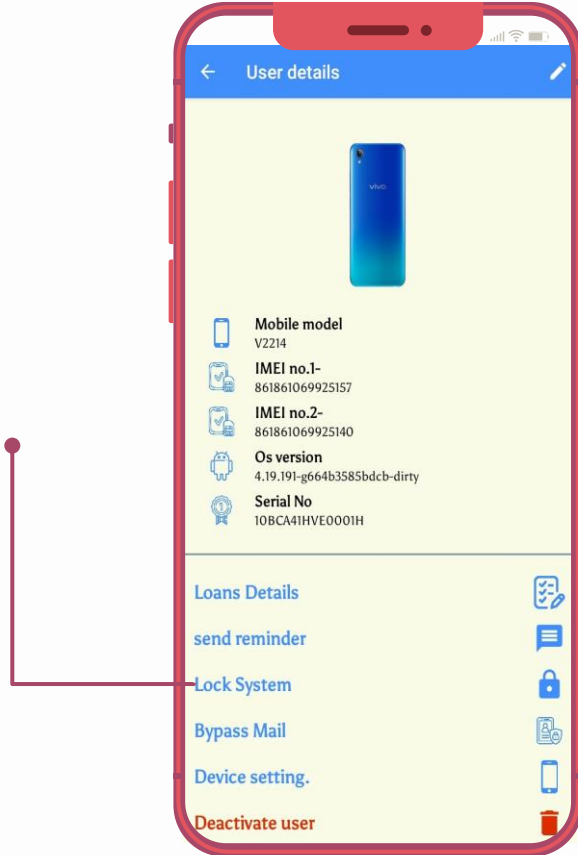 User details
vivo
Mobile model
V2214
IMEI no.1-
861861069925157
IMEI no.2-
861861069925140
Os version
4.19.191-g664b3585bdcb-dirty
Serial No
10BCA41HVE0001H
Loans Details
send reminder
Lock System
Bypass Mail
Device setting.
Deactivate user